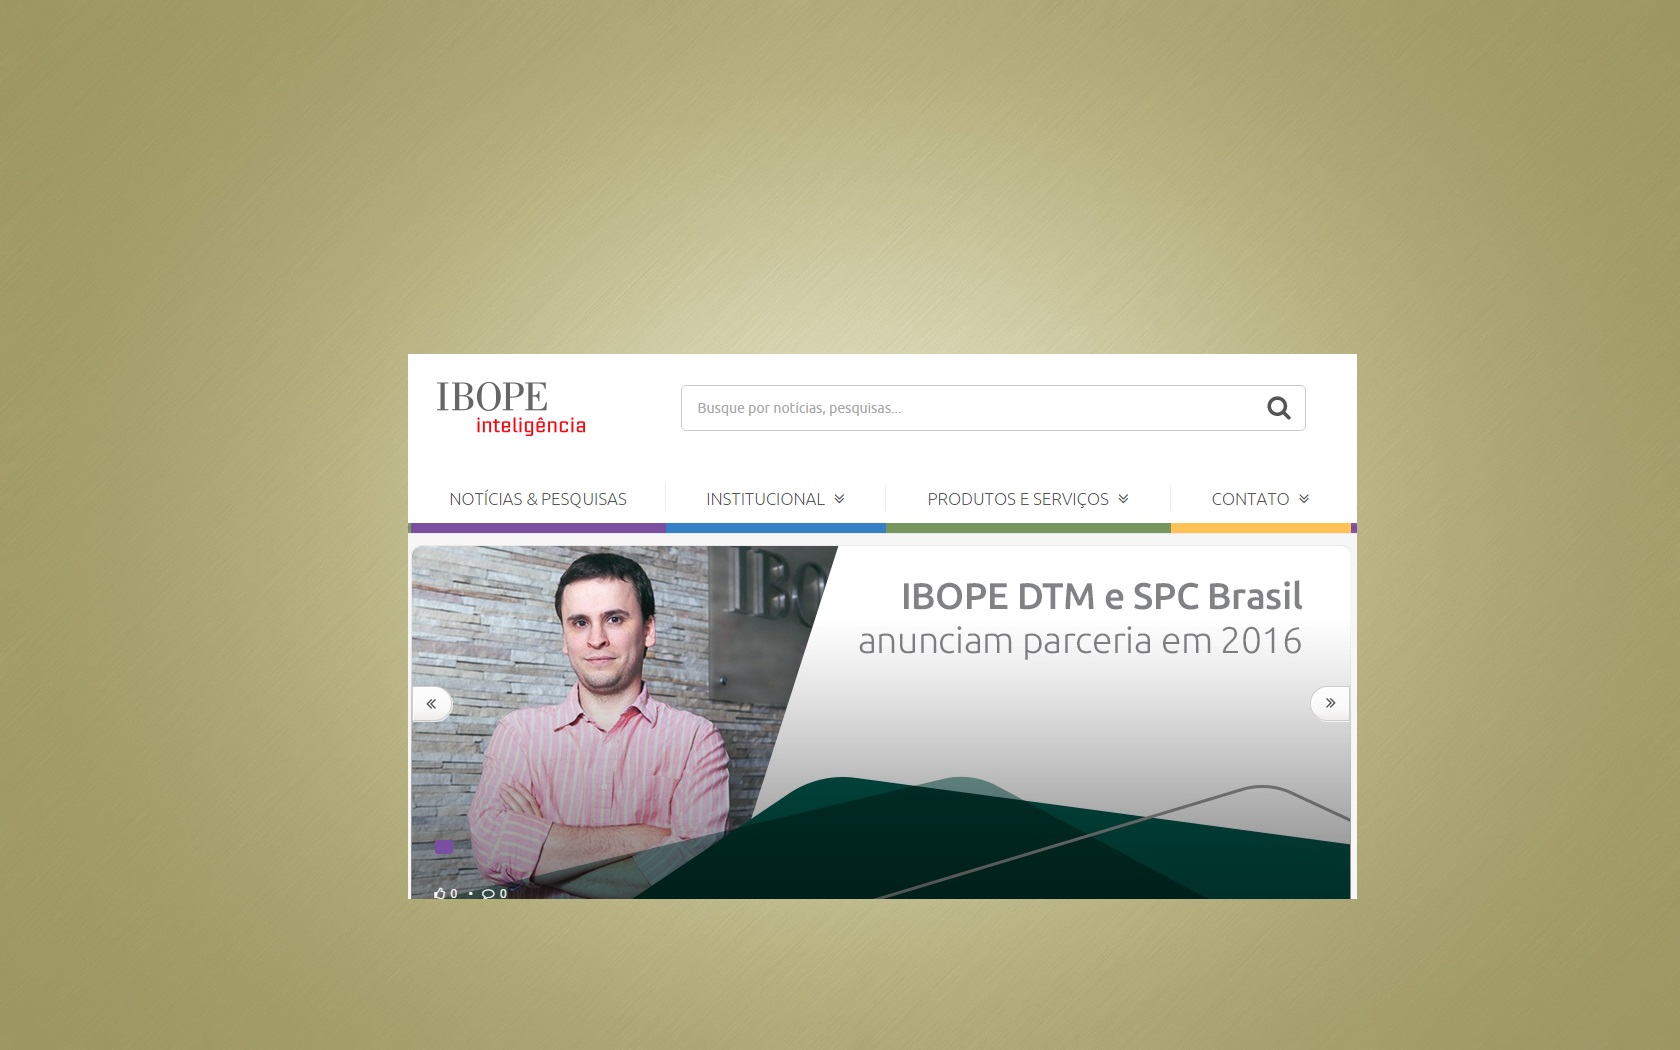 IBOPE
inteligência
Busque por notícias, pesquisas...
NOTÍCIAS & PESQUISAS
INSTITUCIONAL
PRODUTOS E SERVIÇOS
CONTATO
IBO
IBOPE DTM e SPC Brasil
anunciam parceria em 2016
0 • 0